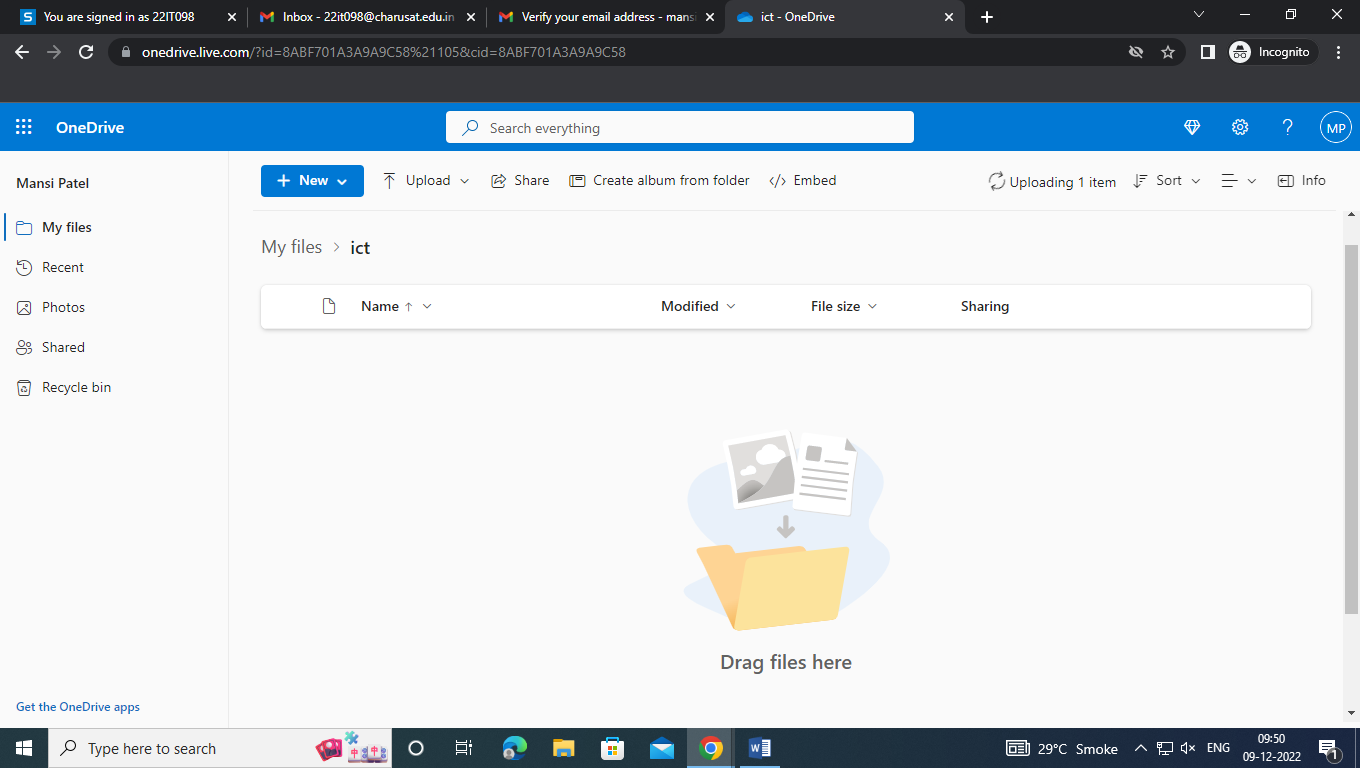 You are signed in as 22IT098
Inbox - 22it098@charusat.edu.in
Verify your email address - mansi
ict - OneDrive
onedrive.live.com/?id=8ABF701A3A9A9C58%21105&cid=8ABF701A3A9A9C58
Incognito
OneDrive
Search everything
MP
Mansi Patel
New
Upload
Share
Create album from folder
Embed
Uploading 1 item
Sort
Info
My files
Recent
Photos
Shared
Recycle bin
My files > ict
Name
Modified
File size
Sharing
Drag files here
Get the OneDrive apps
Type here to search
29°C Smoke
ENG
09:50
09-12-2022
1